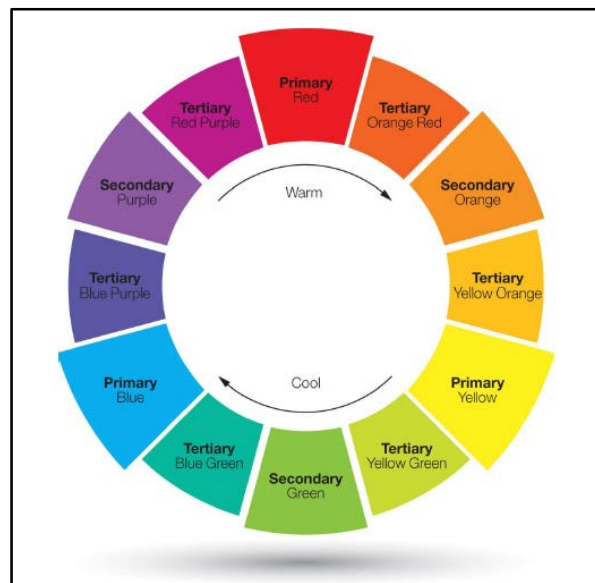 Primary
Red
Tertiary
Orange Red
Secondary
Orange
Tertiary
Yellow Orange
Primary
Yellow
Tertiary
Yellow Green
Secondary
Green
Tertiary
Blue Green
Primary
Blue
Tertiary
Blue Purple
Secondary
Purple
Tertiary
Red Purple
Warm
Cool